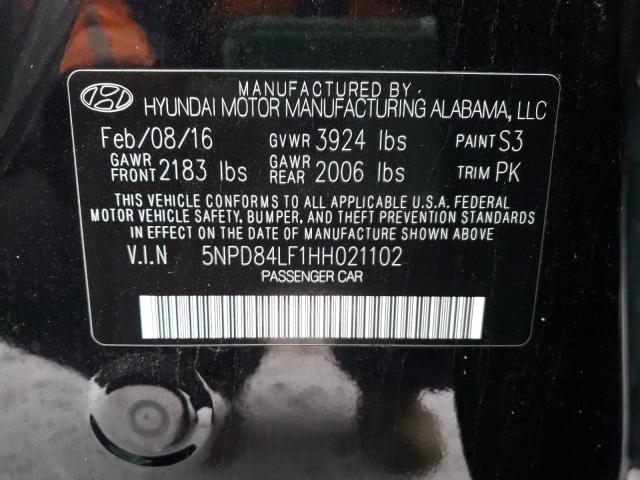 MANUFACTURED BY
HYUNDAI MOTOR MANUFACTURING ALABAMA, LLC
Feb/08/16 GVWR 3924 lbs PAINT S3
GAWR FRONT 2183 lbs GAWR REAR 2006 lbs TRIM PK
THIS VEHICLE CONFORMS TO ALL APPLICABLE U.S.A. FEDERAL
MOTOR VEHICLE SAFETY, BUMPER, AND THEFT PREVENTION
STANDARDS IN EFFECT ON THE DATE OF MANUFACTURE SHOWN ABOVE.
V.I.N 5NPD84LF1HH021102
PASSENGER CAR